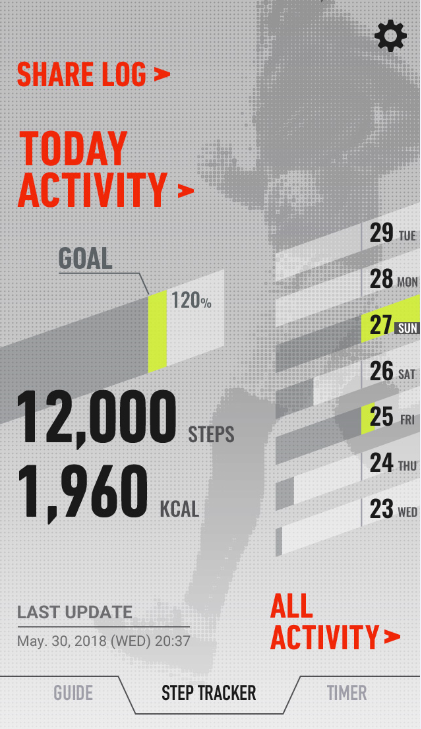 SHARE LOG >
TODAY
ACTIVITY >
GOAL
120%
12,000 STEPS
1,960 KCAL
29 TUE
28 MON
27 SUN
26 SAT
25 FRI
24 THU
23 WED
LAST UPDATE
May. 30, 2018 (WED) 20:37
ALL
ACTIVITY >
GUIDE STEP TRACKER TIMER